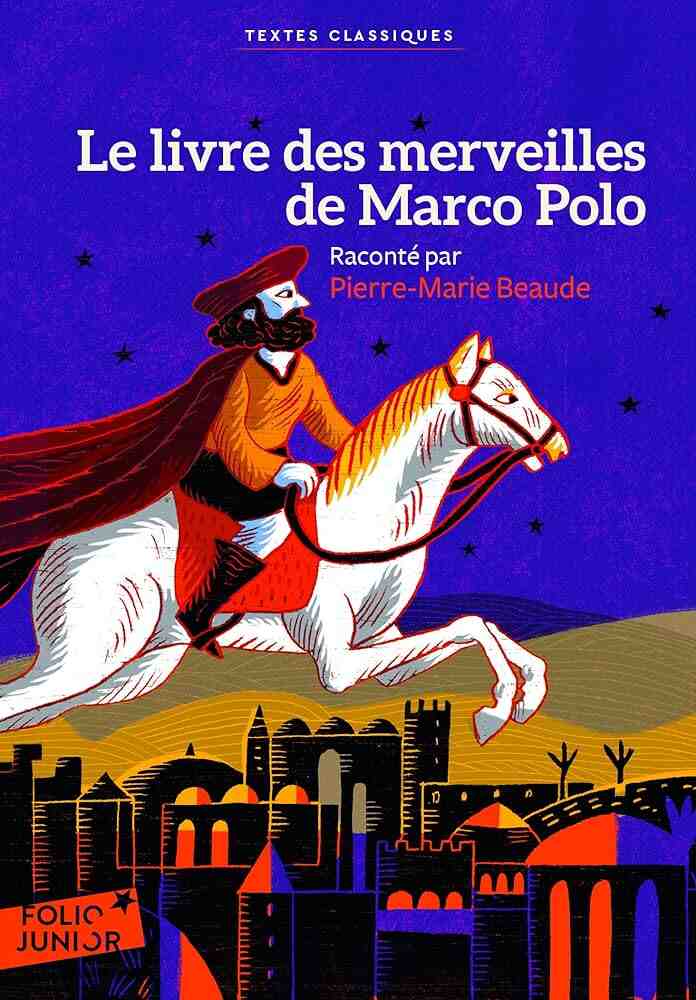 TEXTES CLASSIQUES
Le livre des merveilles
de Marco Polo
Raconté par
Pierre-Marie Beaude
FOLIO
JUNIOR